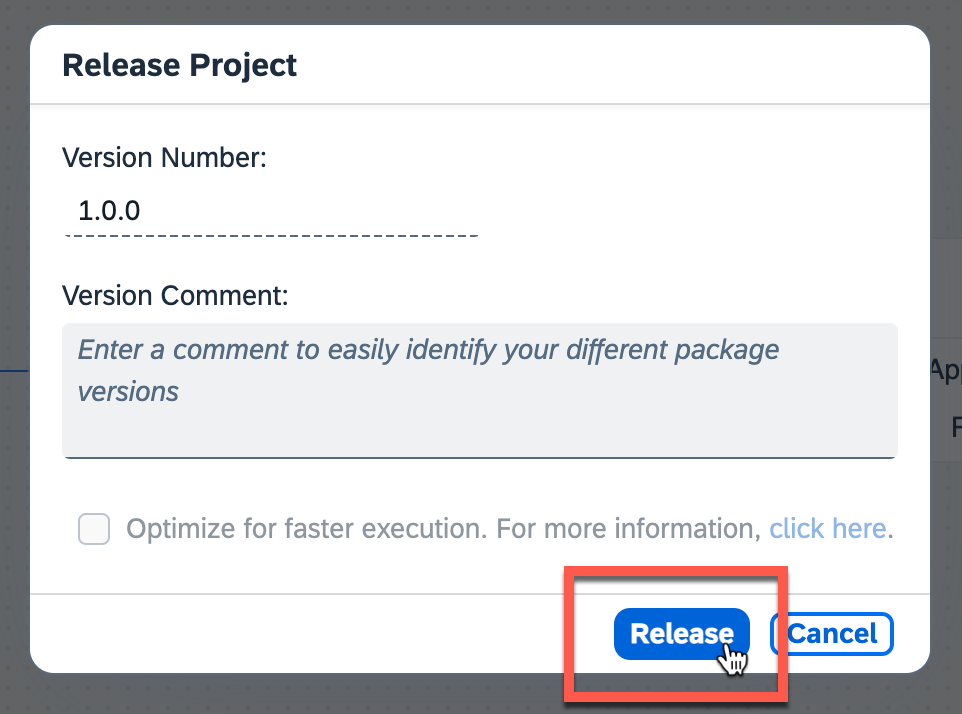 Release Project
Version Number:
1.0.0
Version Comment:
Enter a comment to easily identify your different package
versions
Optimize for faster execution. For more information, click here.
Release
Cancel